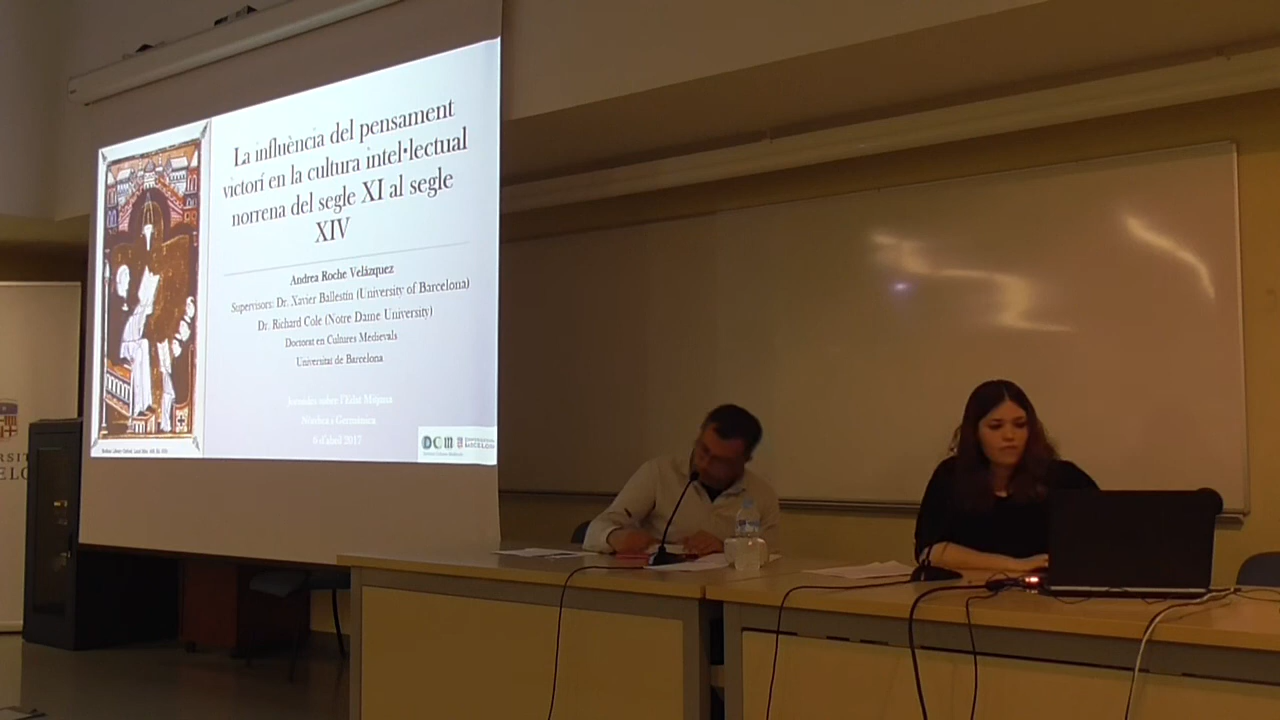 La influència del pensament
victorí en la cultura intel·lectual
norrena del segle XI al segle
XIV
Andrea Roche Velázquez
Supervisors: Dr. Xavier Ballestín (University of Barcelona)
Dr. Richard Cole (Notre Dame University)
Doctorat en Cultures Medievals
Universitat de Barcelona
Jornades sobre l'Edat Mitjana
Nòrdica i Germànica
6 d'abril 2017
DCM
BARCELONA